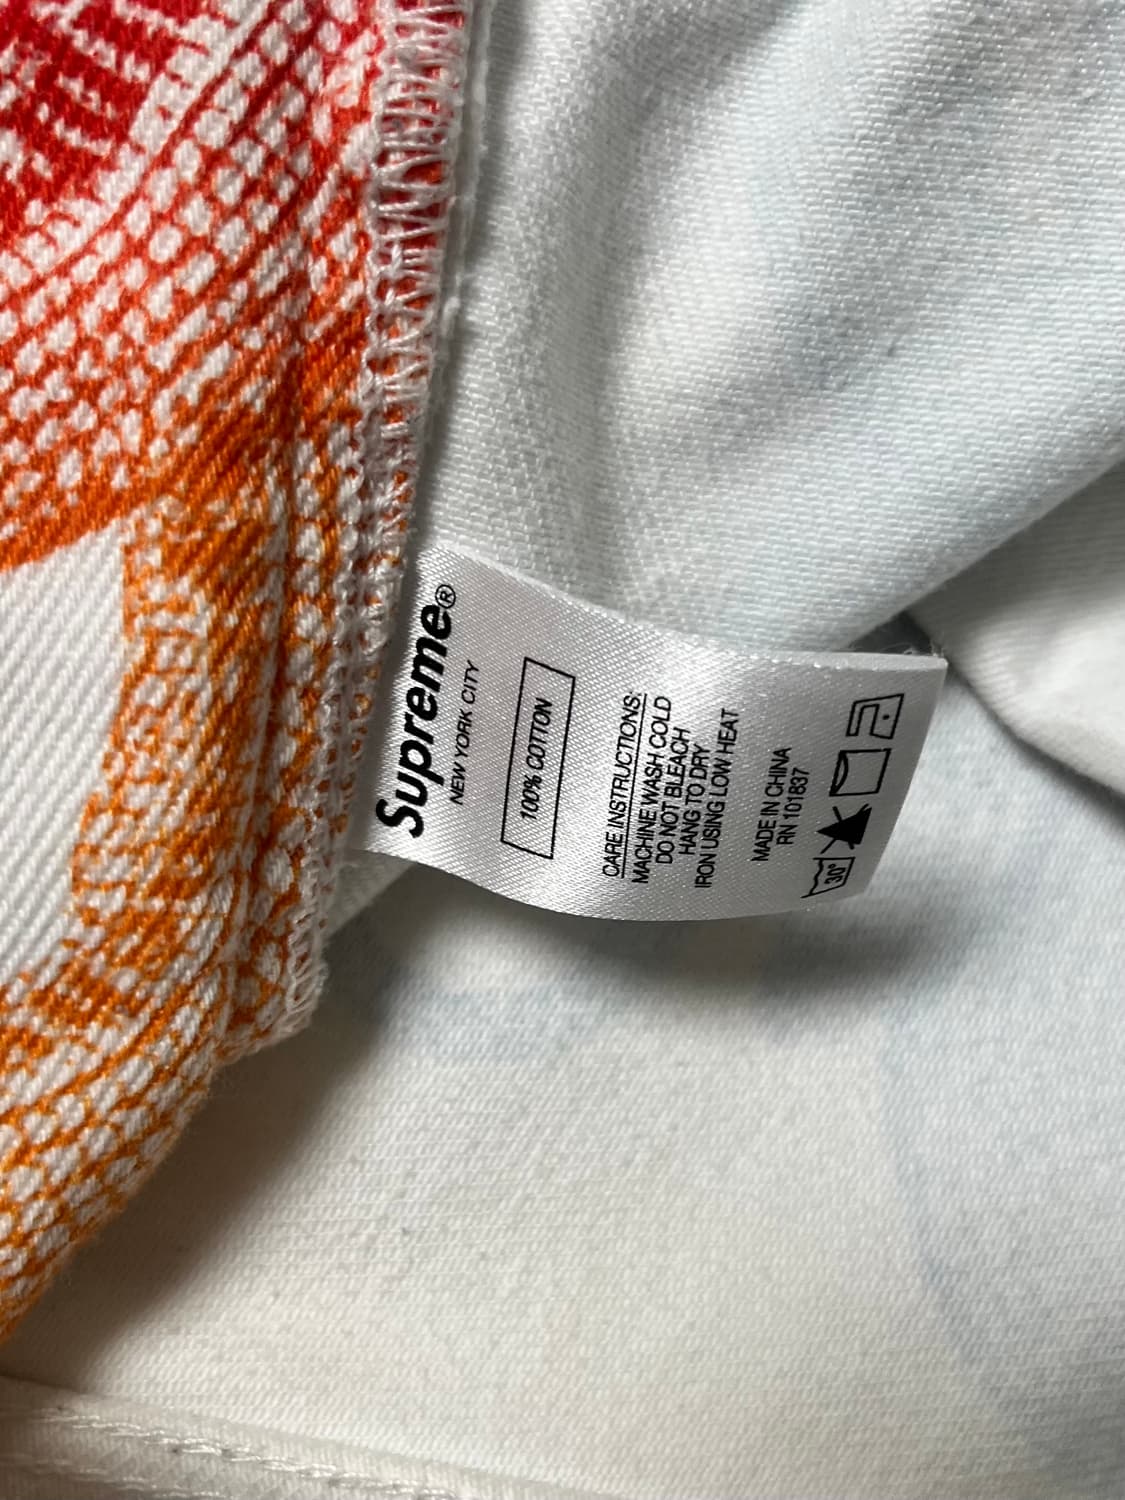 Supreme®
NEW YORK CITY
100% COTTON
CARE INSTRUCTIONS:
MACHINE WASH COLD
DO NOT BLEACH
HANG TO DRY
IRON USING LOW HEAT
MADE IN CHINA
RN 101837
30°